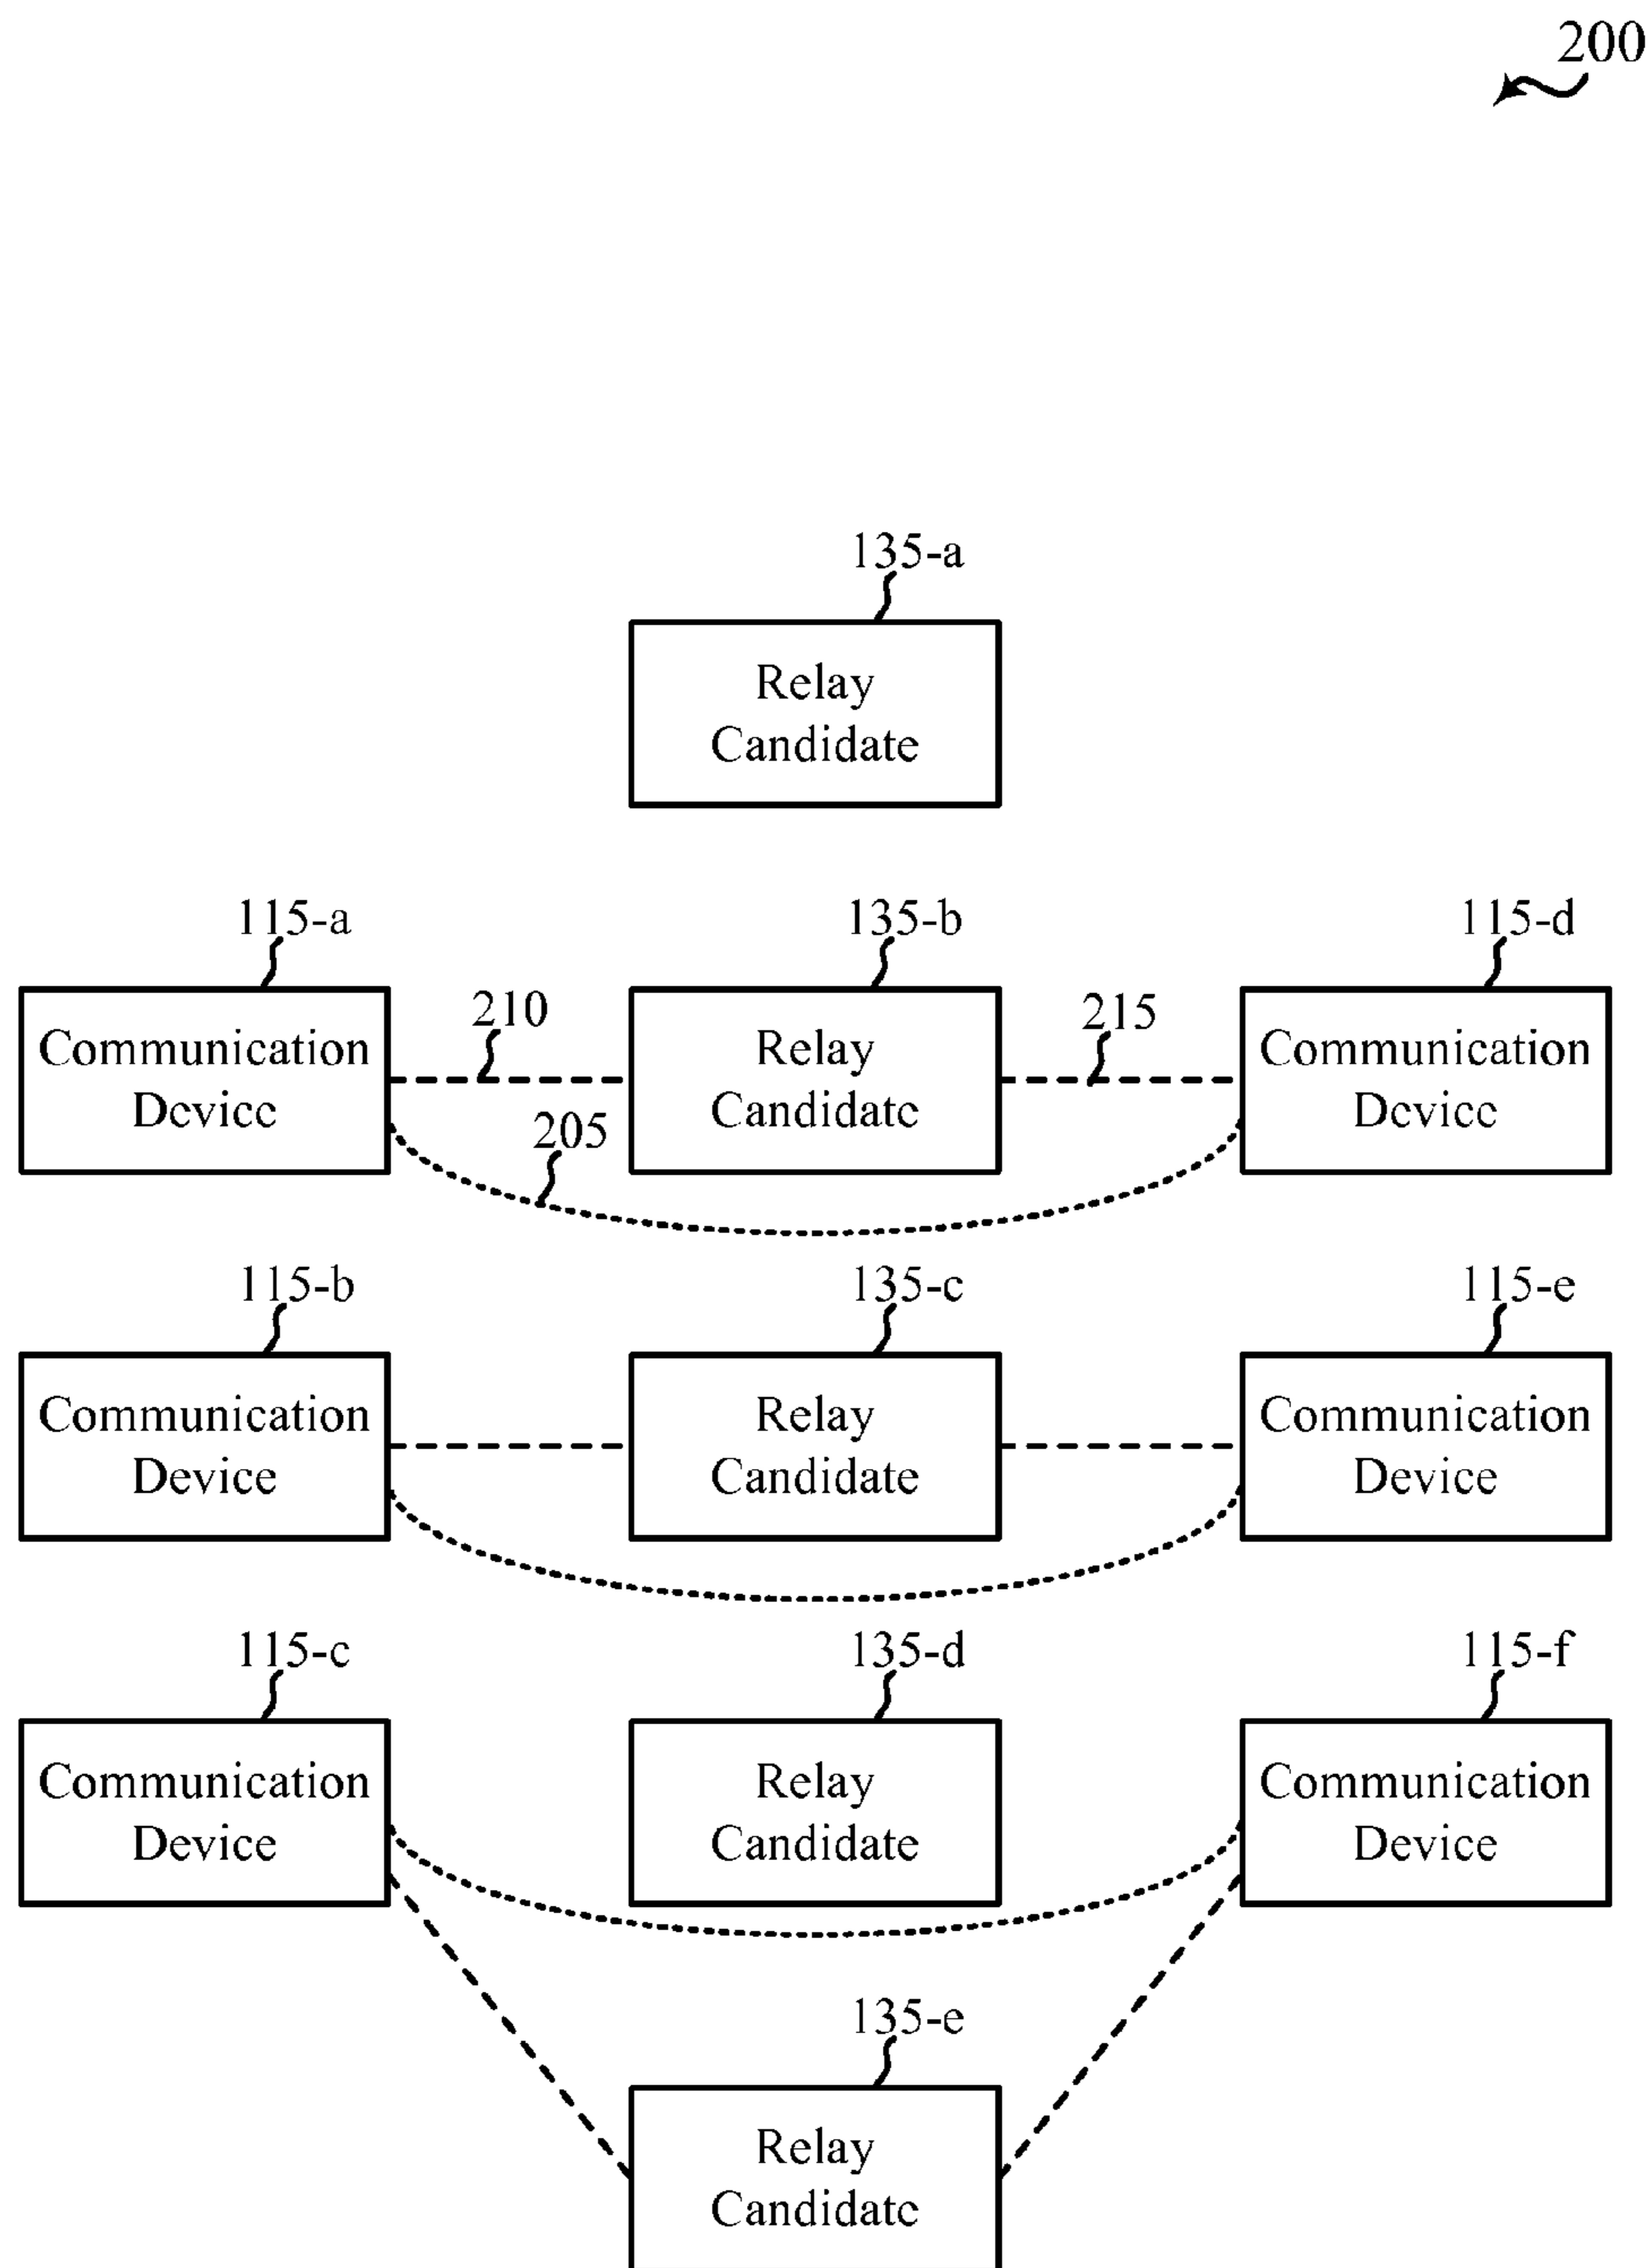 200
135-a
Relay
Candidate
115-a
135-b
115-d
Communication
Device
210
Relay
Candidate
215
Communication
Device
205
115-b
135-c
115-e
Communication
Device
Relay
Candidate
Communication
Device
115-c
135-d
115-f
Communication
Device
Relay
Candidate
Communication
Device
135-e
Relay
Candidate